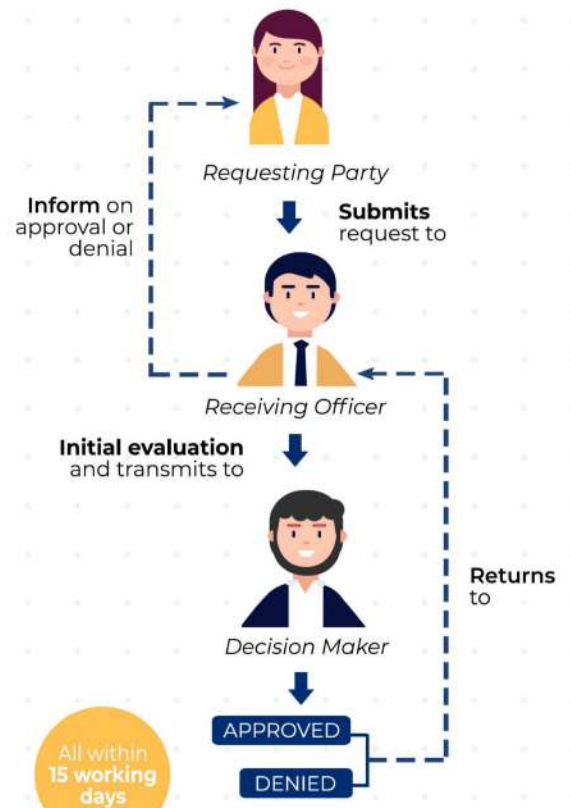 Requesting Party
Inform on
approval or
denial
Submits
request to
Receiving Officer
Initial evaluation
and transmits to
Returns
to
Decision Maker
APPROVED
DENIED
All within
15 working
days